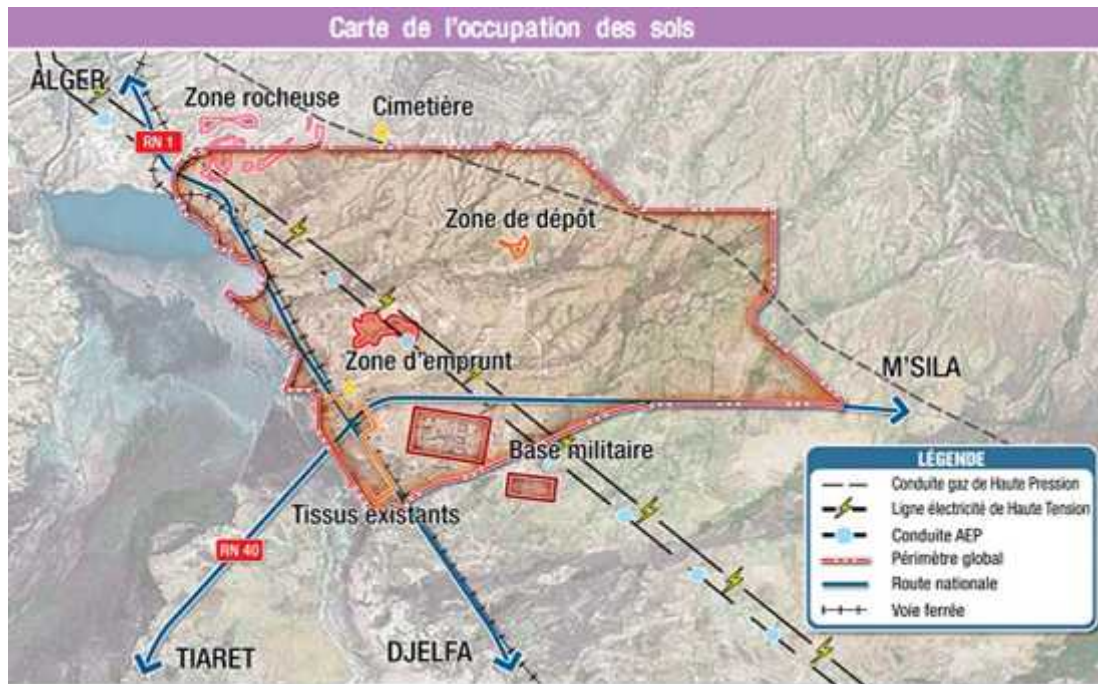 Carte de l'occupation des sols
ALGER
Zone rocheuse
Cimetière
RN 1
Zone de dépôt
Zone d'emprunt
M'SILA
Base militaire
Tissus existants
RN 40
TIARET
DJELFA
LÉGENDE
Conduite gaz de Haute Pression
Ligne électricité de Haute Tension
Conduite AEP
Périmètre global
Route nationale
Voie ferrée